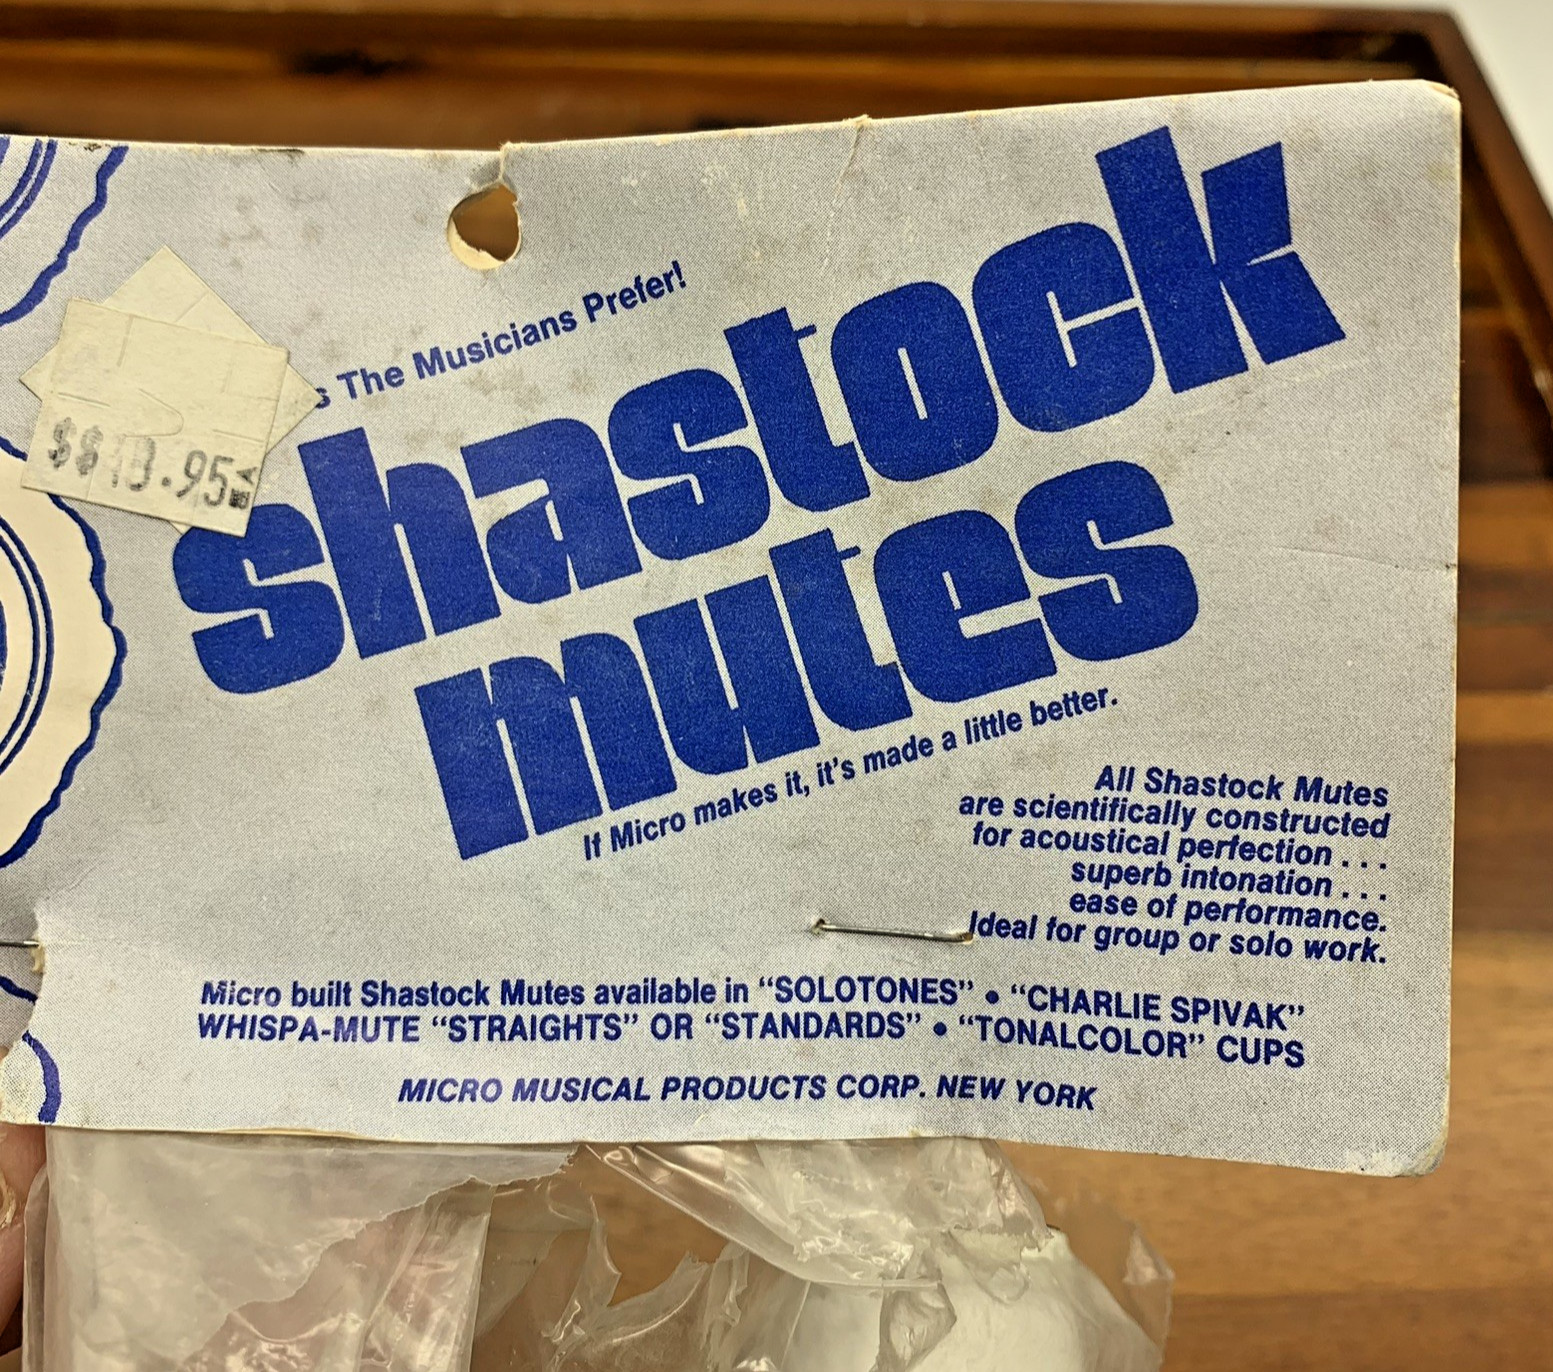 The Musicians Prefer!
$$13.95
shastock
mutes
If Micro makes it, it's made a little better.
All Shastock Mutes
are scientifically constructed
for acoustical perfection . . .
superb intonation . . .
ease of performance.
Ideal for group or solo work.
Micro built Shastock Mutes available in “SOLOTONES” • “CHARLIE SPIVAK”
WHISPA-MUTE “STRAIGHTS” OR “STANDARDS” • “TONALCOLOR” CUPS
MICRO MUSICAL PRODUCTS CORP. NEW YORK